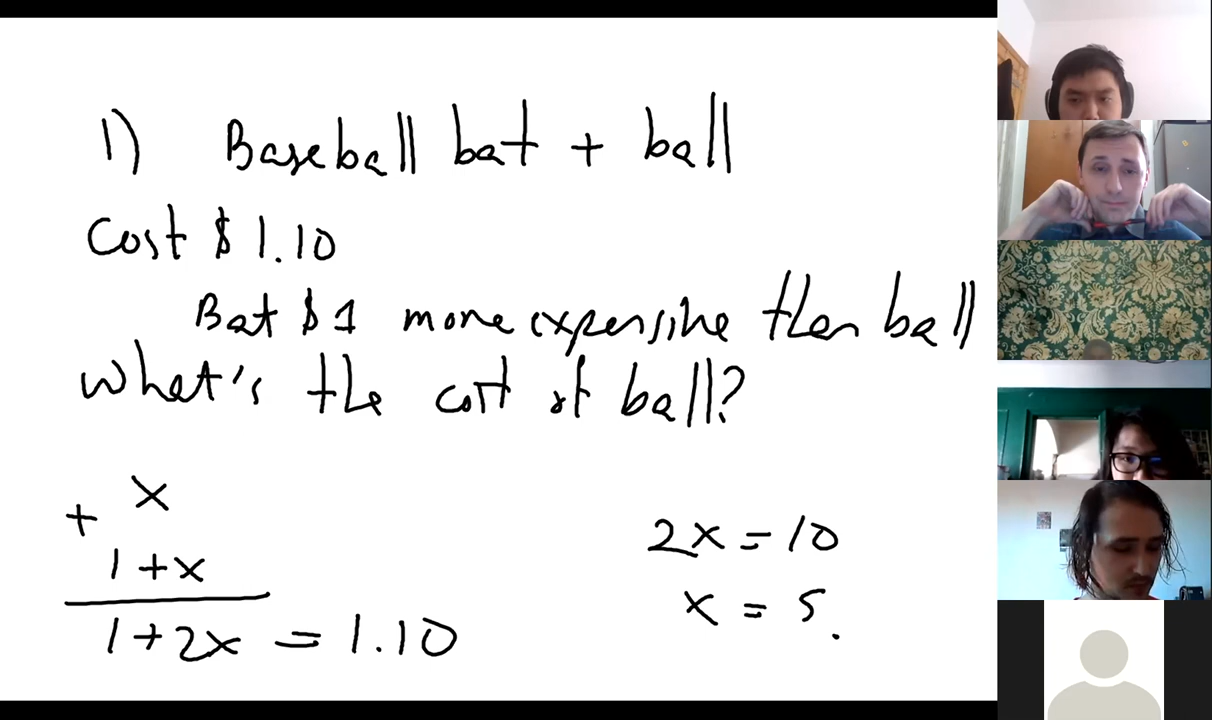 1) Baseball bat + ball
Cost $ 1.10
Bat $ 1 more expensive then ball
What's the cost of ball?
x
+
1 + x
1 + 2x = 1.10
2x = 10
x = 5.